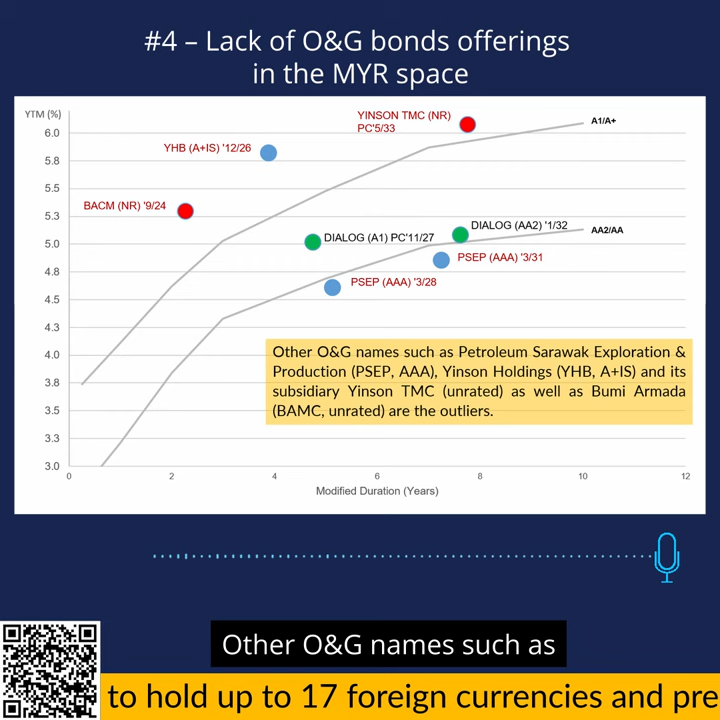 #4 – Lack of O&G bonds offerings
in the MYR space
YTM (%)
6.0
5.8
5.5
5.3
5.0
4.8
4.5
4.3
4.0
3.8
3.5
3.3
3.0
YINSON TMC (NR)
PC'5/33
A1/A+
YHB (A+IS) '12/26
BACM (NR) '9/24
DIALOG (A1) PC'11/27
DIALOG (AA2) '1/32
AA2/AA
PSEP (AAA) '3/31
PSEP (AAA) '3/28
Other O&G names such as Petroleum Sarawak Exploration &
Production (PSEP, AAA), Yinson Holdings (YHB, A+IS) and its
subsidiary Yinson TMC (unrated) as well as Bumi Armada
(BAMC, unrated) are the outliers.
0 2 4 6 8 10 12
Modified Duration (Years)
Other O&G names such as
to hold up to 17 foreign currencies and pre